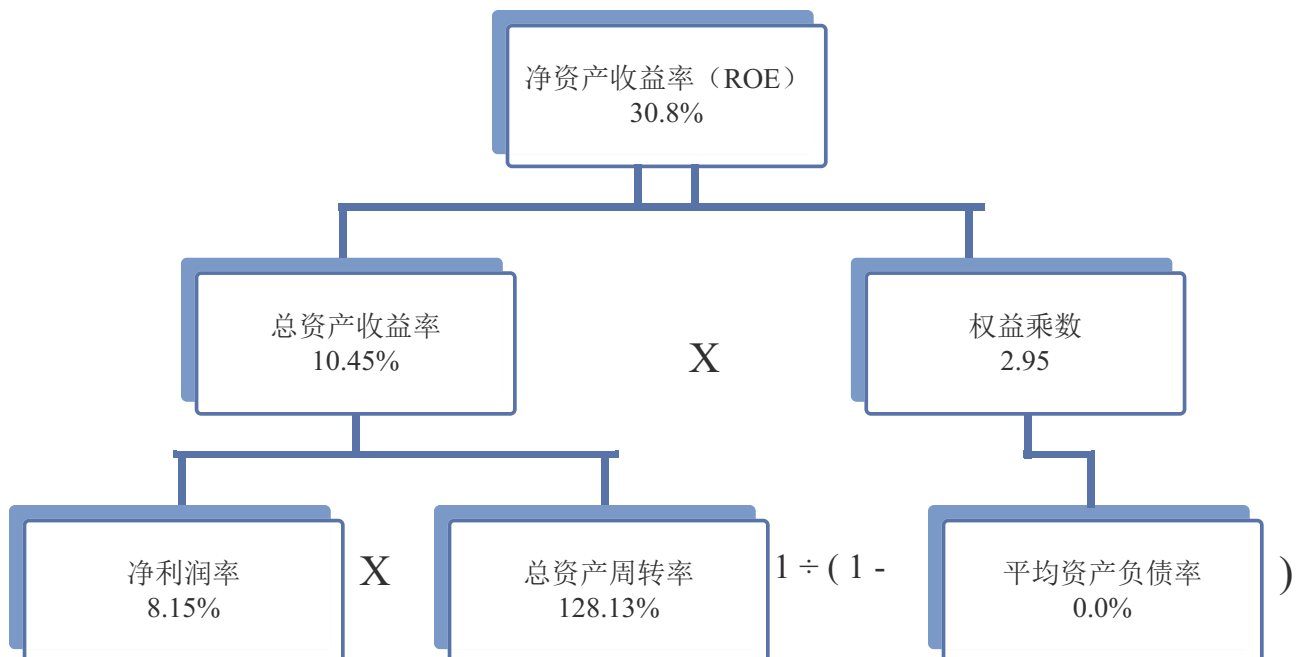 净资产收益率（ROE）
30.8%
总资产收益率
10.45%
X
权益乘数
2.95
净利润率
8.15%
X
总资产周转率
128.13%
1 ÷ ( 1 -
平均资产负债率
0.0%
)